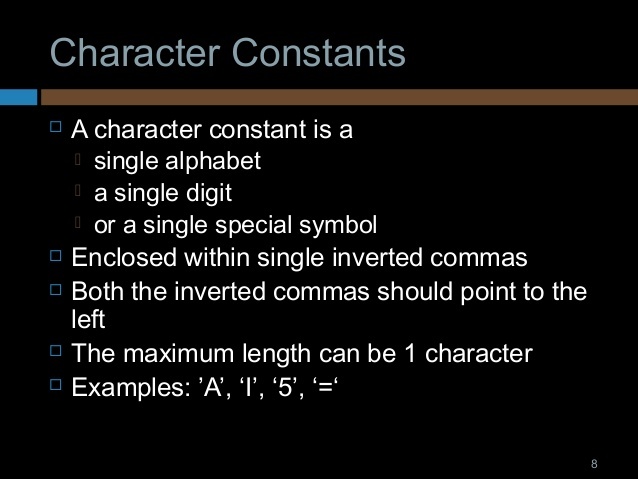 Character Constants
A character constant is a
single alphabet
a single digit
or a single special symbol
Enclosed within single inverted commas
Both the inverted commas should point to the
left
The maximum length can be 1 character
Examples: ’A’, ‘I’, ‘5’, ‘=‘
8